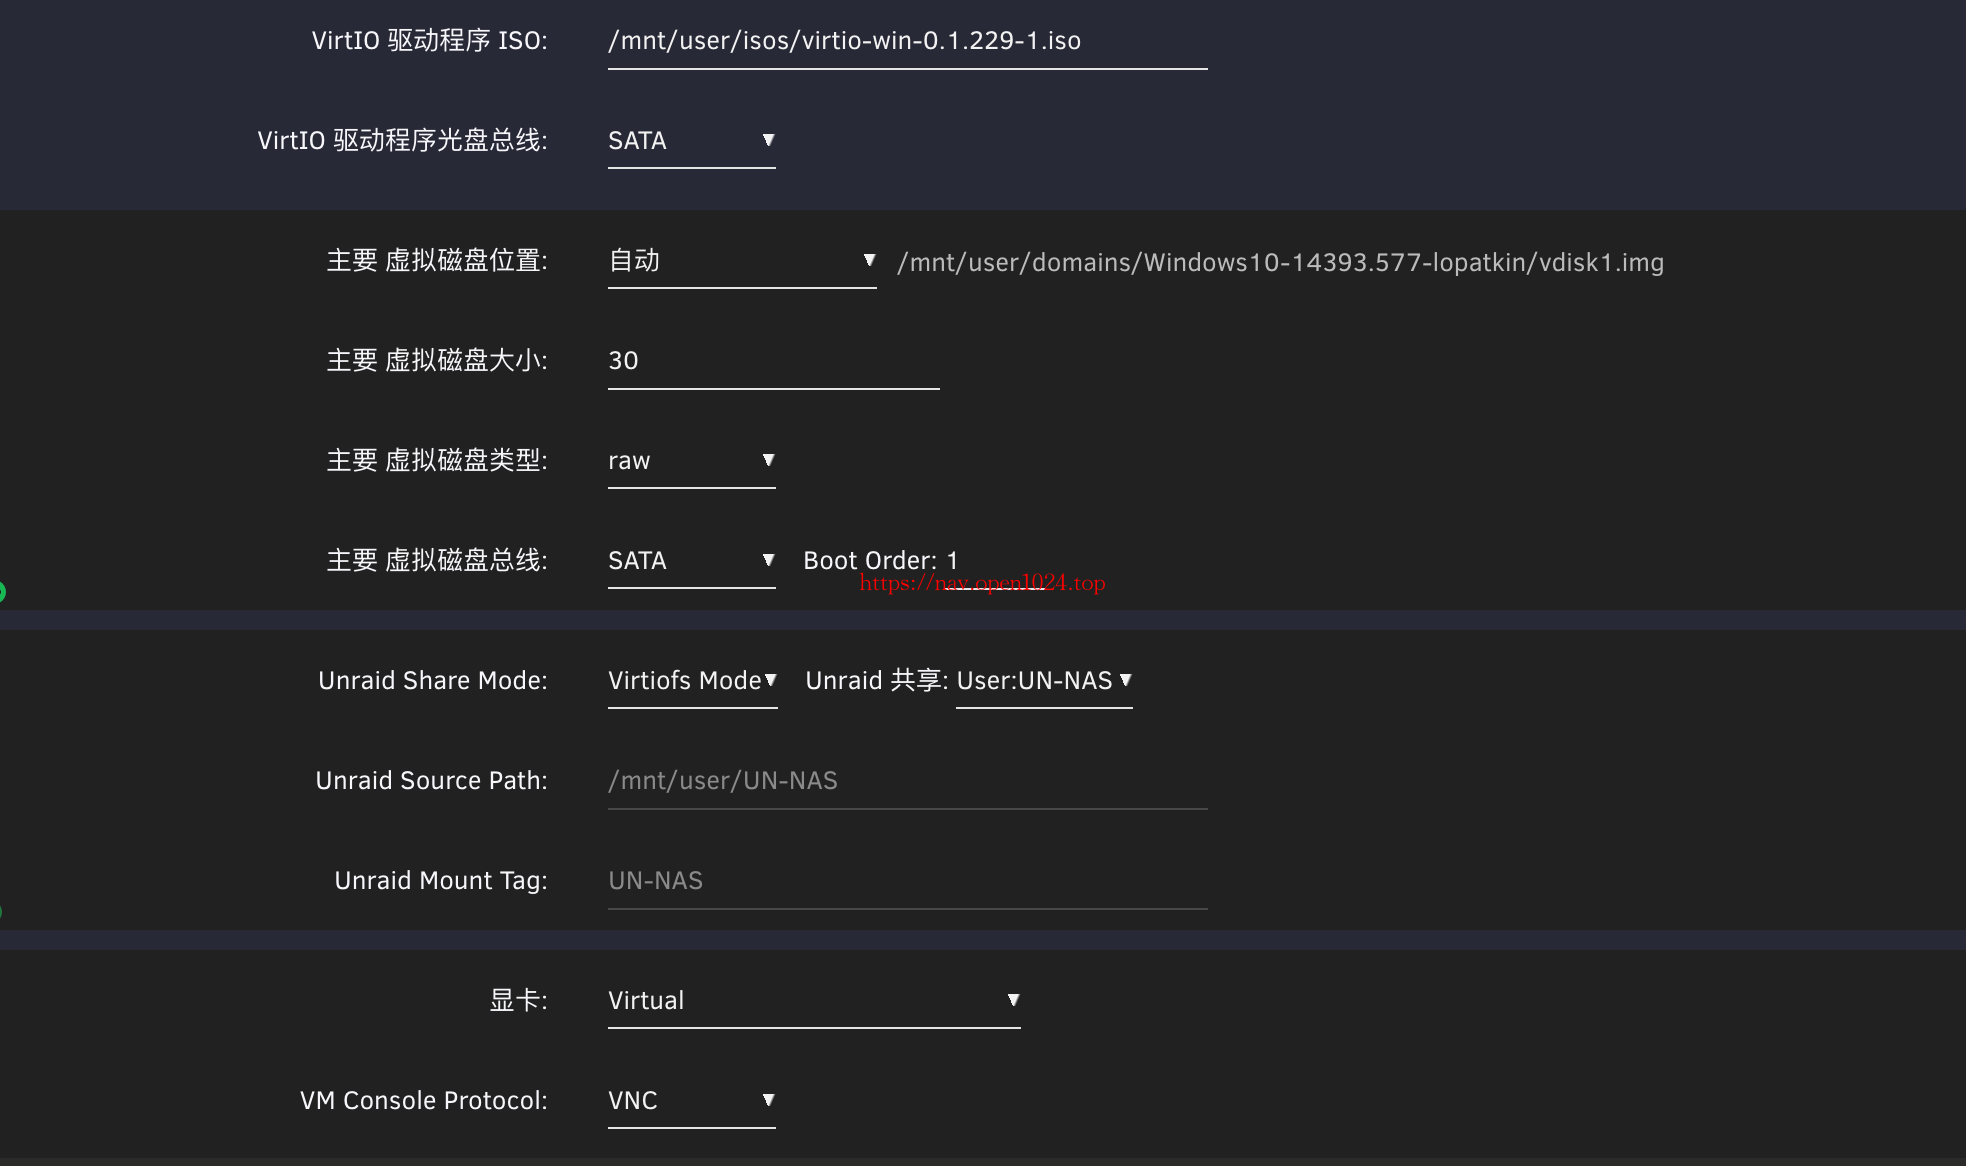 VirtIO 驱动程序 ISO: /mnt/user/isos/virtio-win-0.1.229-1.iso
VirtIO 驱动程序光盘总线: SATA
主要 虚拟磁盘位置: 自动 /mnt/user/domains/Windows10-14393.577-lopatkin/vdisk1.img
主要 虚拟磁盘大小: 30
主要 虚拟磁盘类型: raw
主要 虚拟磁盘总线: SATA Boot Order: 1
https://nav.open1024.top
Unraid Share Mode: Virtiofs Mode Unraid 共享: User:UN-NAS
Unraid Source Path: /mnt/user/UN-NAS
Unraid Mount Tag: UN-NAS
显卡: Virtual
VM Console Protocol: VNC